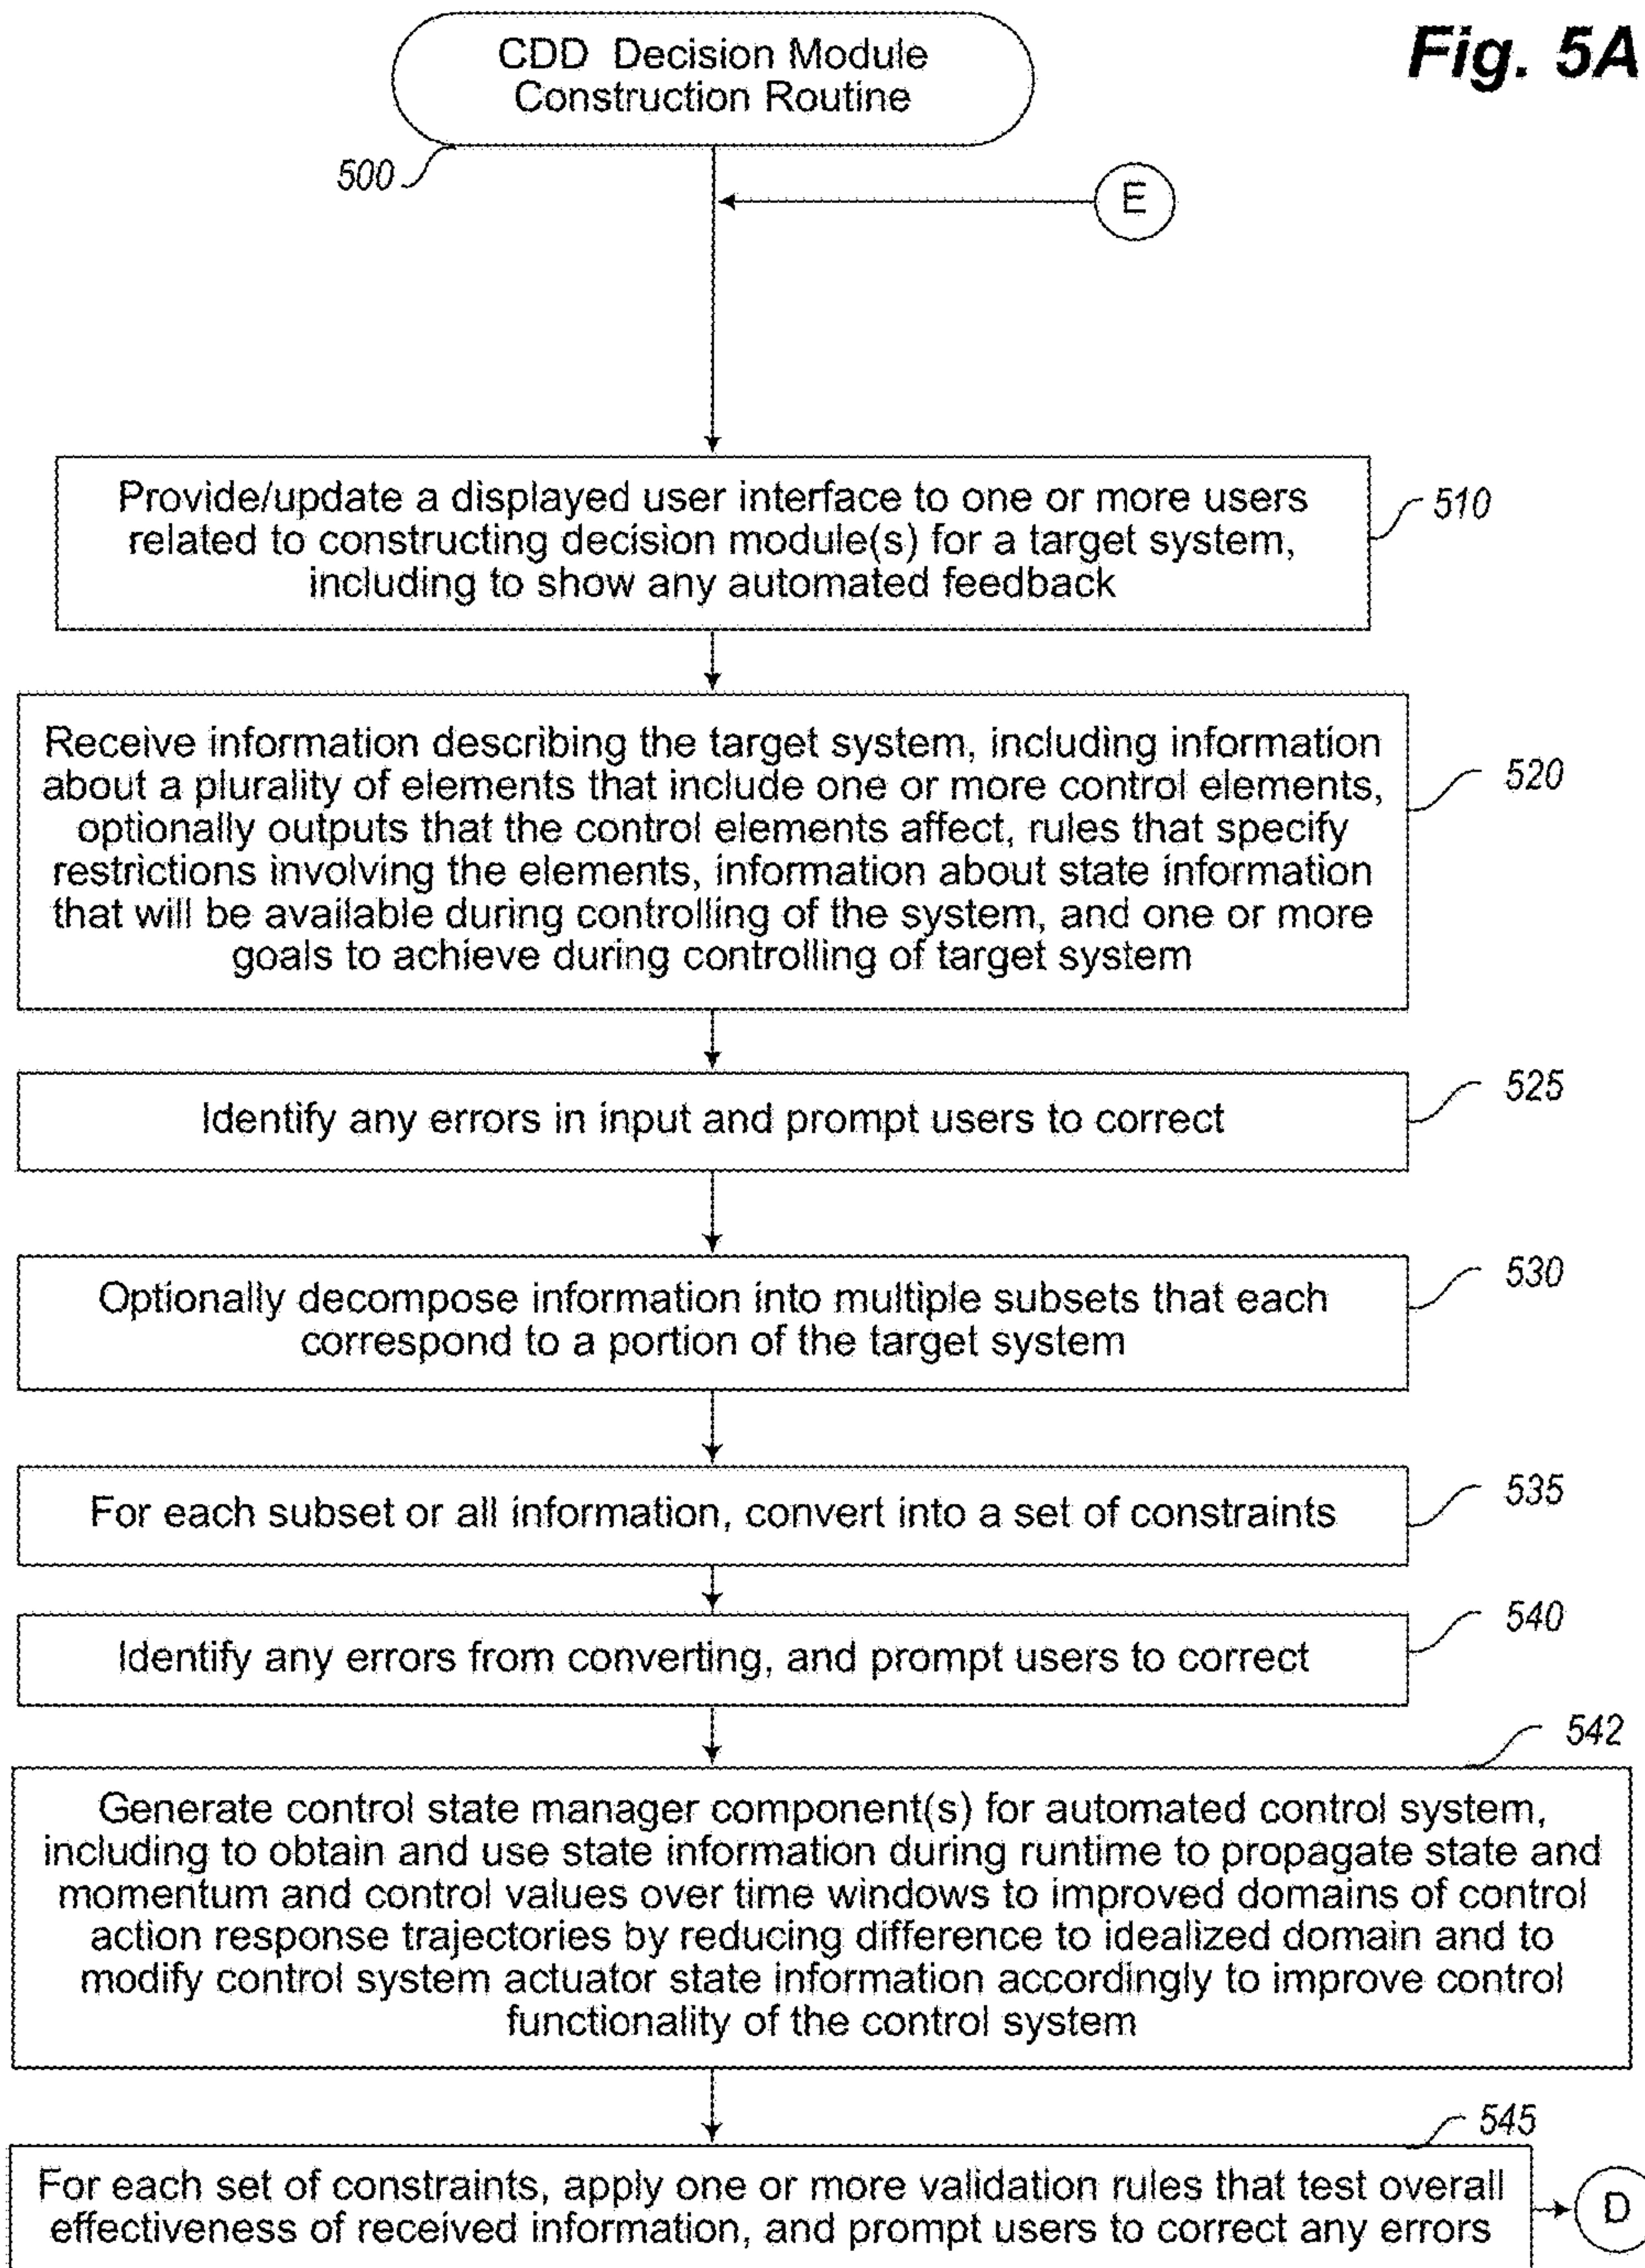 Fig. 5A
CDD Decision Module
Construction Routine
500
E
Provide/update a displayed user interface to one or more users
related to constructing decision module(s) for a target system,
including to show any automated feedback
510
Receive information describing the target system, including information
about a plurality of elements that include one or more control elements,
optionally outputs that the control elements affect, rules that specify
restrictions involving the elements, information about state information
that will be available during controlling of the system, and one or more
goals to achieve during controlling of target system
520
Identify any errors in input and prompt users to correct
525
Optionally decompose information into multiple subsets that each
correspond to a portion of the target system
530
For each subset or all information, convert into a set of constraints
535
Identify any errors from converting, and prompt users to correct
540
542
Generate control state manager component(s) for automated control system,
including to obtain and use state information during runtime to propagate state and
momentum and control values over time windows to improved domains of control
action response trajectories by reducing difference to idealized domain and to
modify control system actuator state information accordingly to improve control
functionality of the control system
545
For each set of constraints, apply one or more validation rules that test overall
effectiveness of received information, and prompt users to correct any errors
D